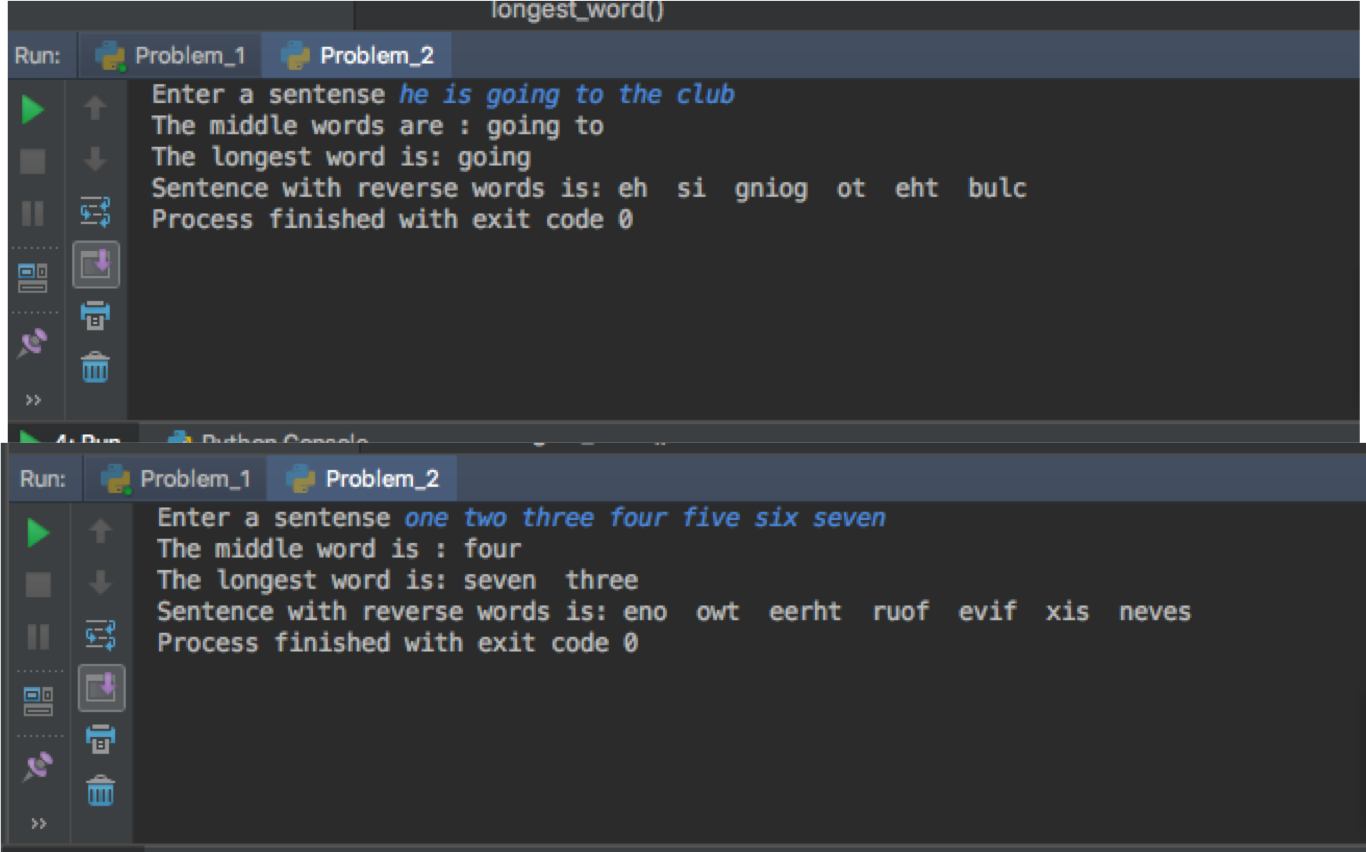 longest_word()
Run: Problem_1 Problem_2
Enter a sentence he is going to the club
The middle words are : going to
The longest word is: going
Sentence with reverse words is: eh  si  gniog  ot  eht  bulc
Process finished with exit code 0
»
4: Run Python Console
Run: Problem_1 Problem_2
Enter a sentence one two three four five six seven
The middle word is : four
The longest word is: seven  three
Sentence with reverse words is: eno  owt  eerht  ruof  evif  xis  neves
Process finished with exit code 0
»